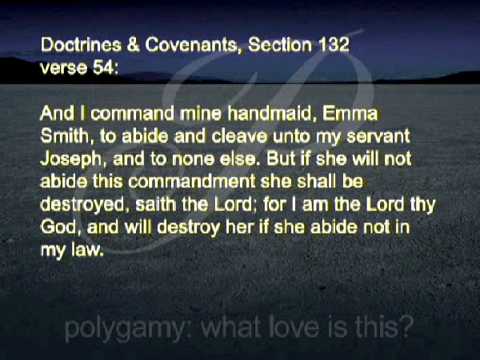 Doctrines & Covenants, Section 132
verse 54:
And I command mine handmaid, Emma
Smith, to abide and cleave unto my servant
Joseph, and to none else. But if she will not
abide this commandment she shall be
destroyed, saith the Lord; for I am the Lord thy
God, and will destroy her if she abide not in
my law.
polygamy: what love is this?